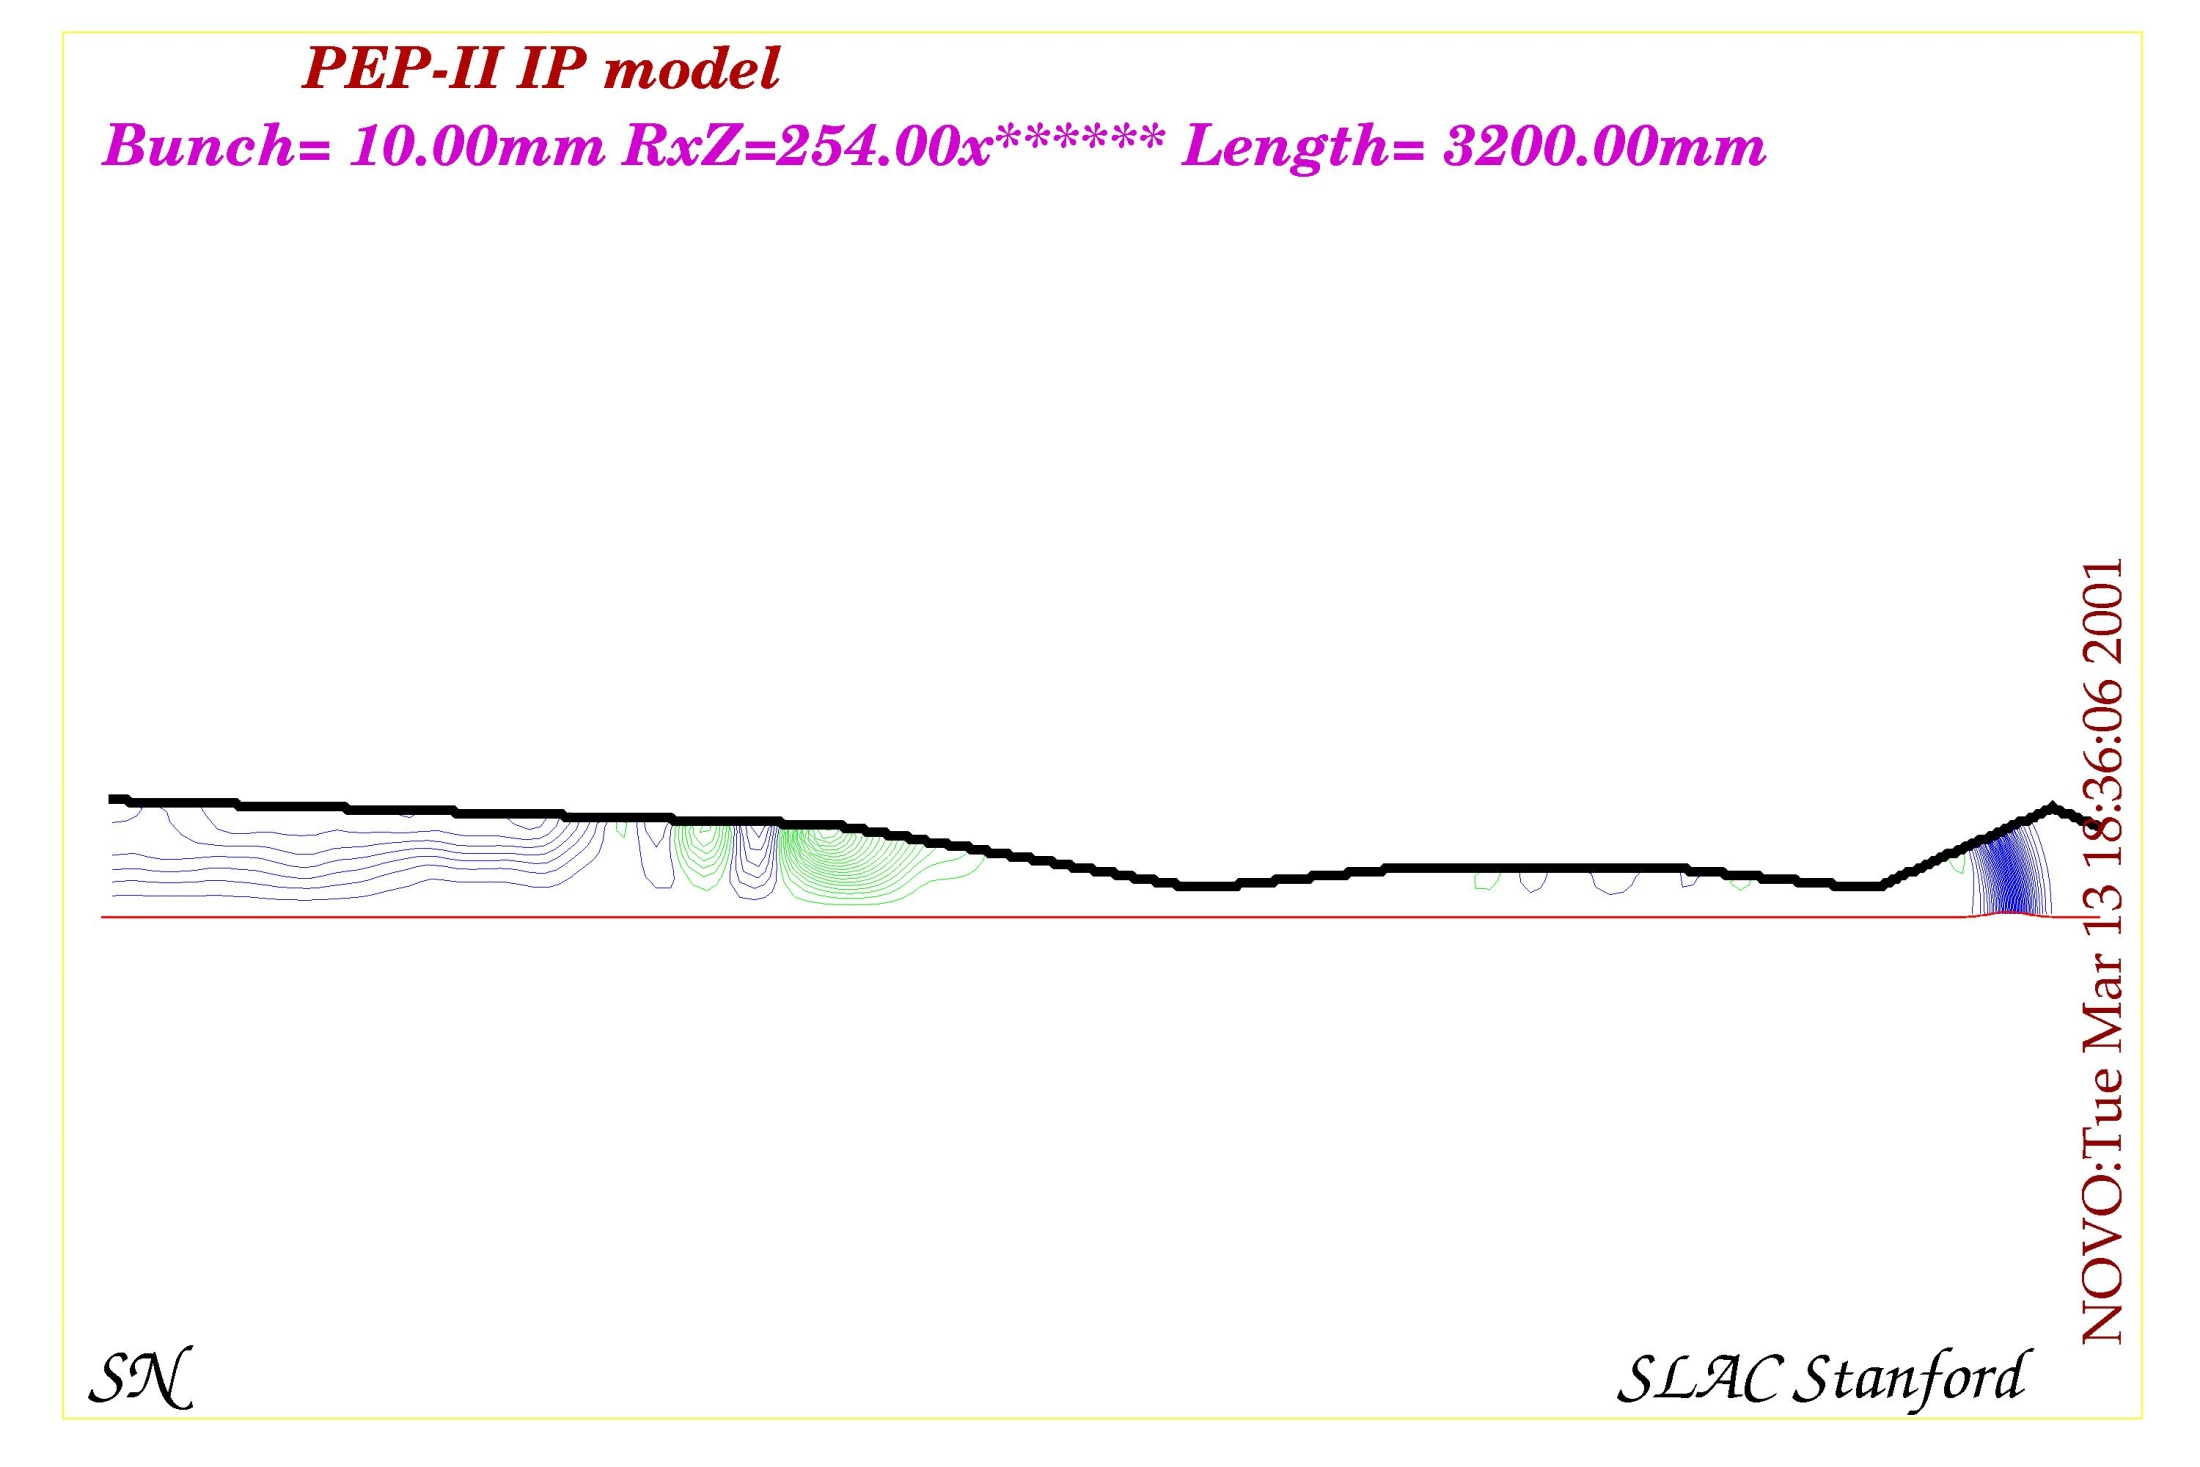 PEP-II IP model
Bunch= 10.00mm RxZ=254.00x****** Length= 3200.00mm
NOVO:Tue Mar 13 18:36:06 2001
SN
SLAC Stanford